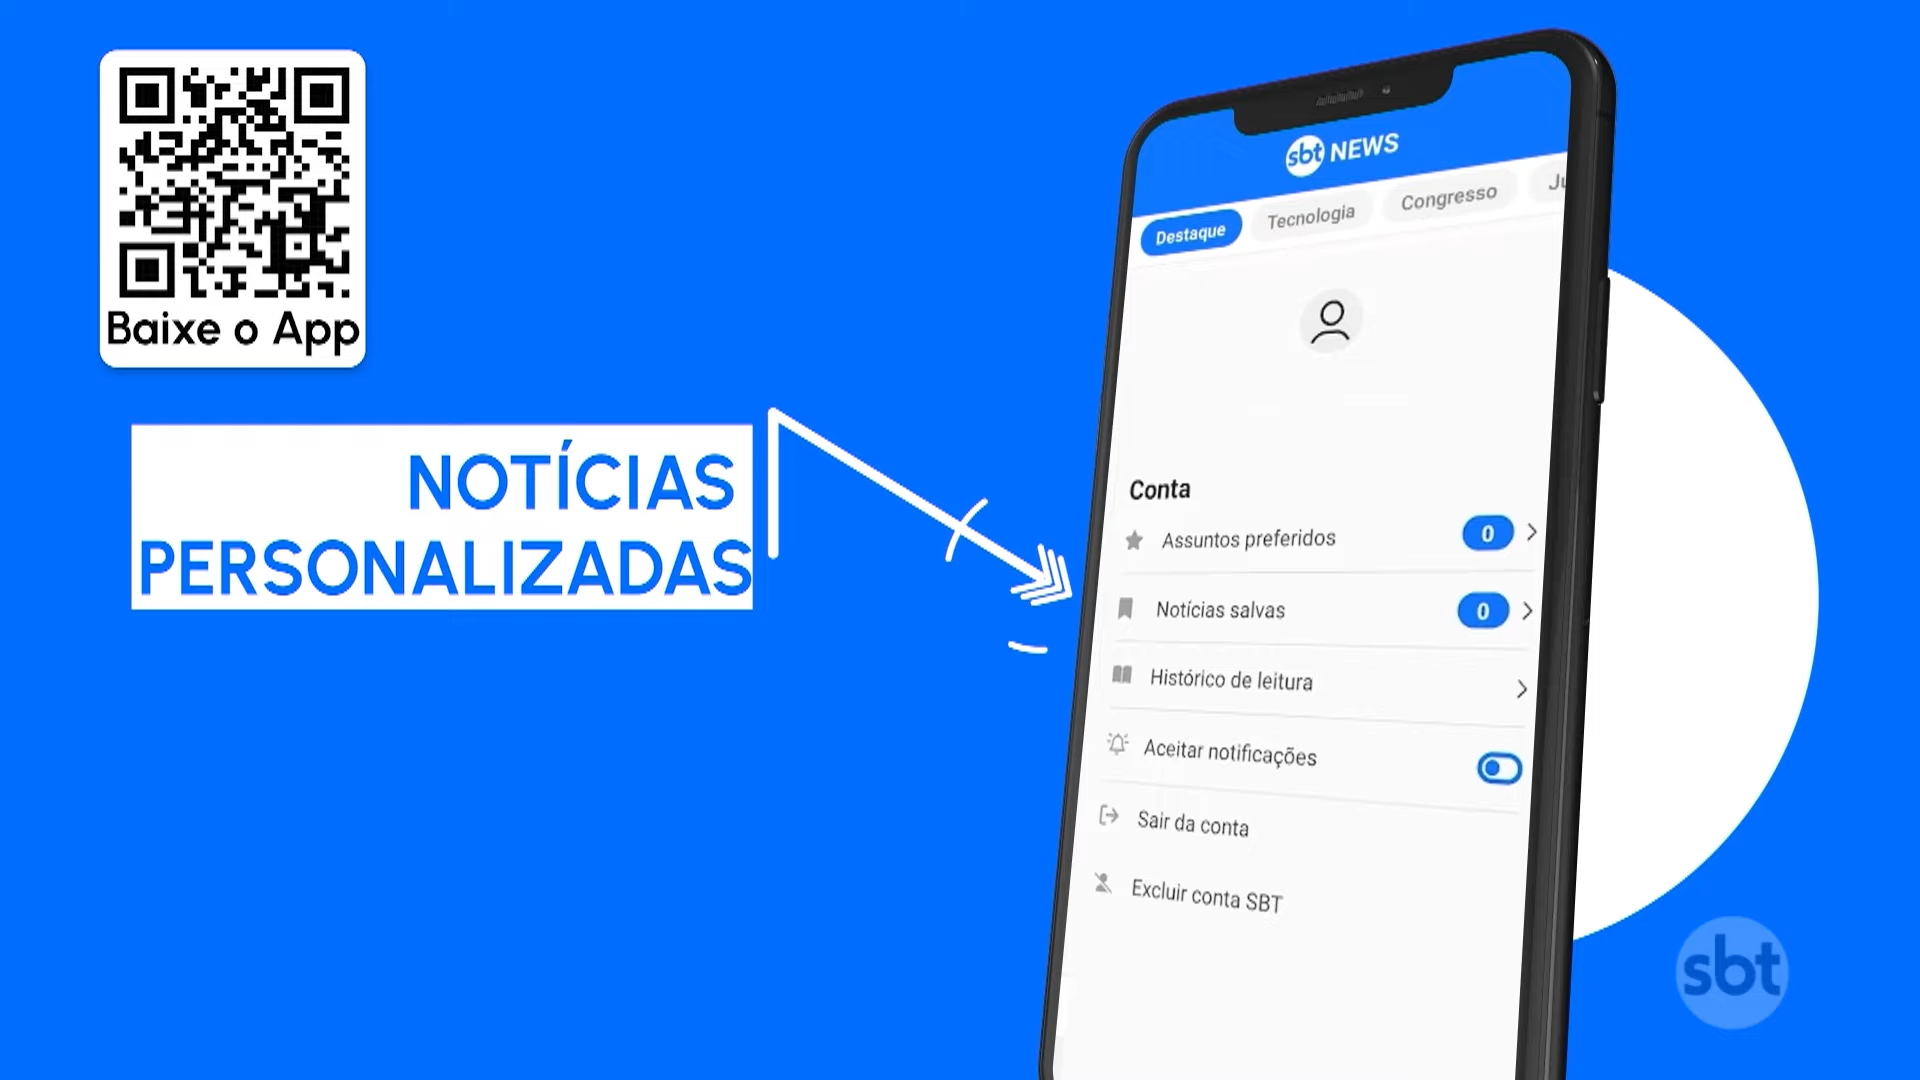 Baixe o App
NOTÍCIAS
PERSONALIZADAS
sbt NEWS
Destaque
Tecnologia
Congresso
Conta
Assuntos preferidos
0
Notícias salvas
0
Histórico de leitura
Aceitar notificações
Sair da conta
Excluir conta SBT
sbt